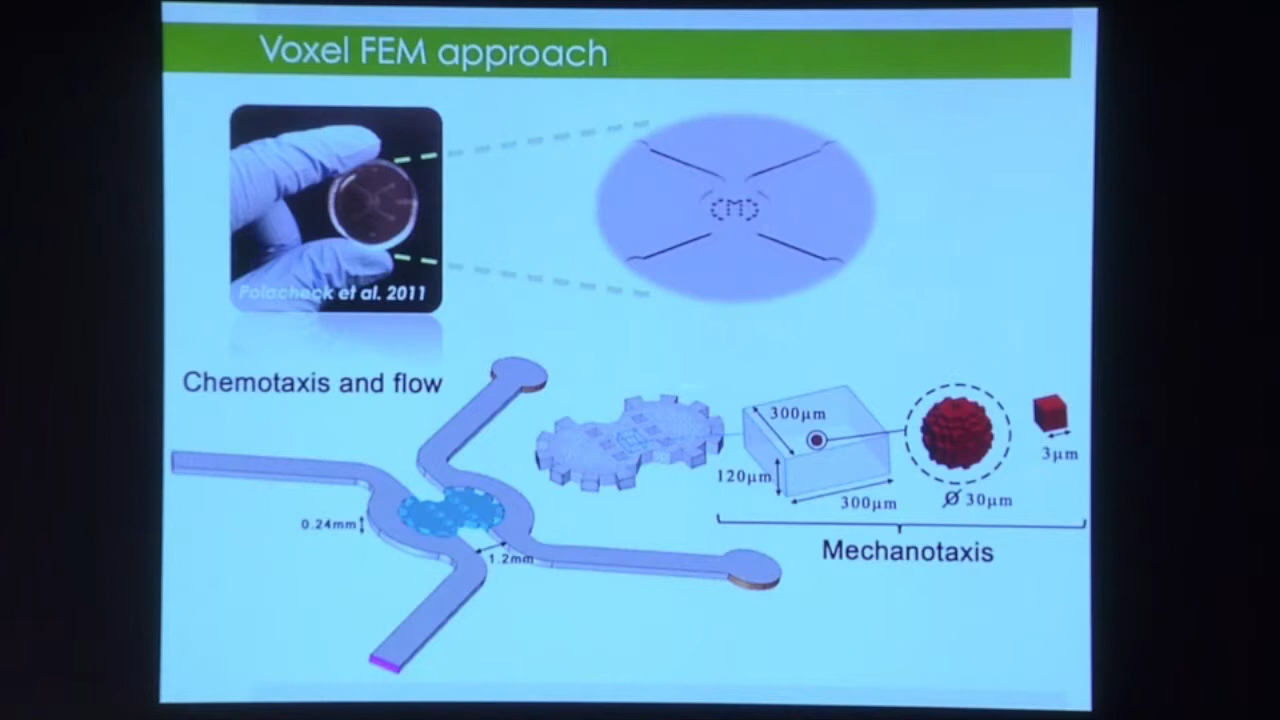 Voxel FEM approach
Polacheck et al. 2011
Chemotaxis and flow
300μm
120μm
300μm
3μm
Ø 30μm
0.24mm
1.2mm
Mechanotaxis